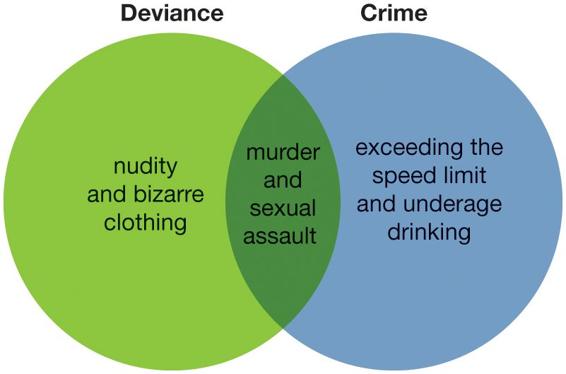 Deviance
Crime
nudity
and bizarre
clothing
murder
and
sexual
assault
exceeding the
speed limit
and underage
drinking